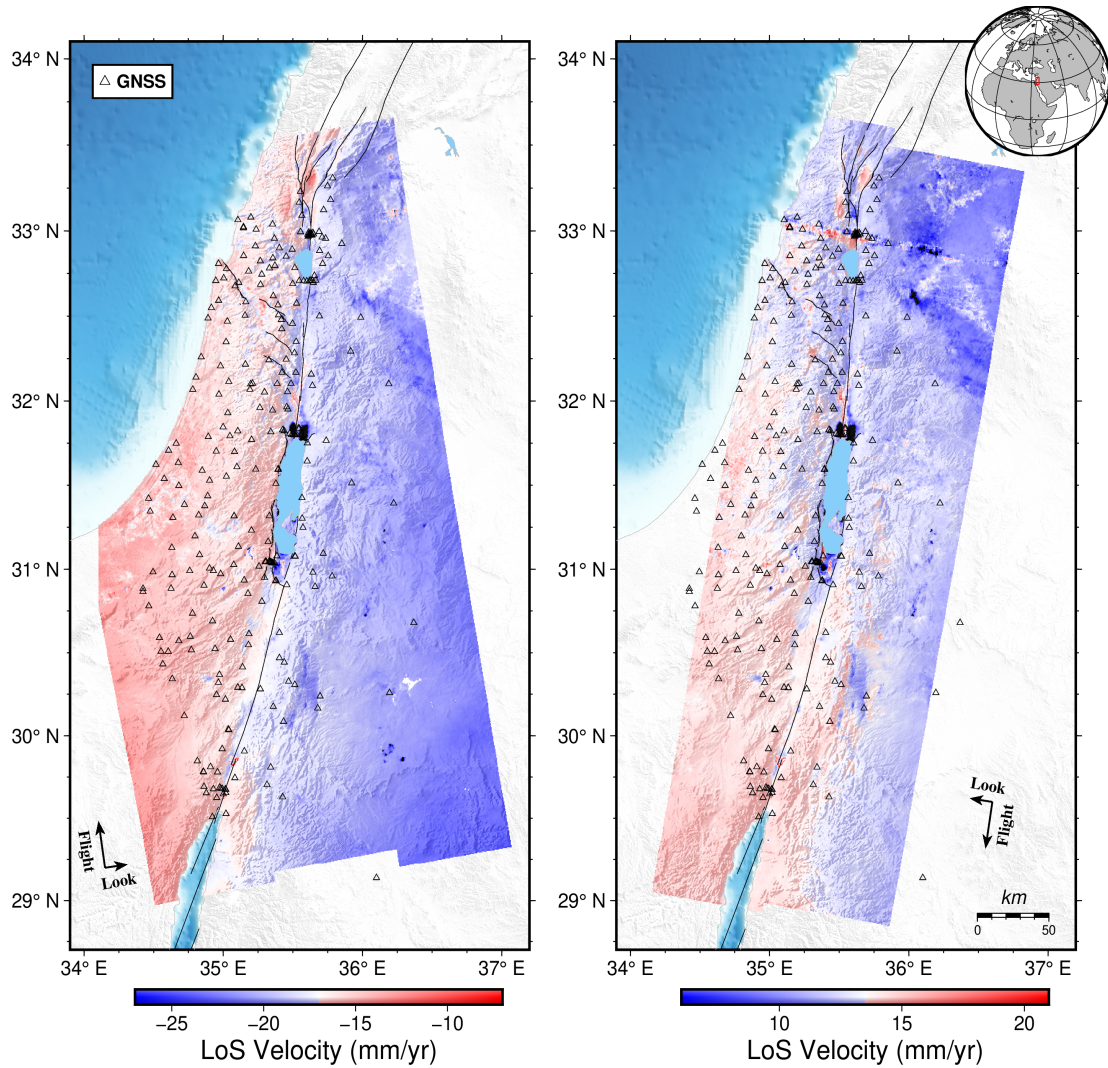 34° N
GNSS
33° N
32° N
31° N
30° N
29° N
Flight
Look
34° E
35° E
36° E
37° E
−25
−20
−15
−10
LoS Velocity (mm/yr)
34° N
33° N
32° N
31° N
30° N
29° N
Look
Flight
km
0
50
34° E
35° E
36° E
37° E
10
15
20
LoS Velocity (mm/yr)